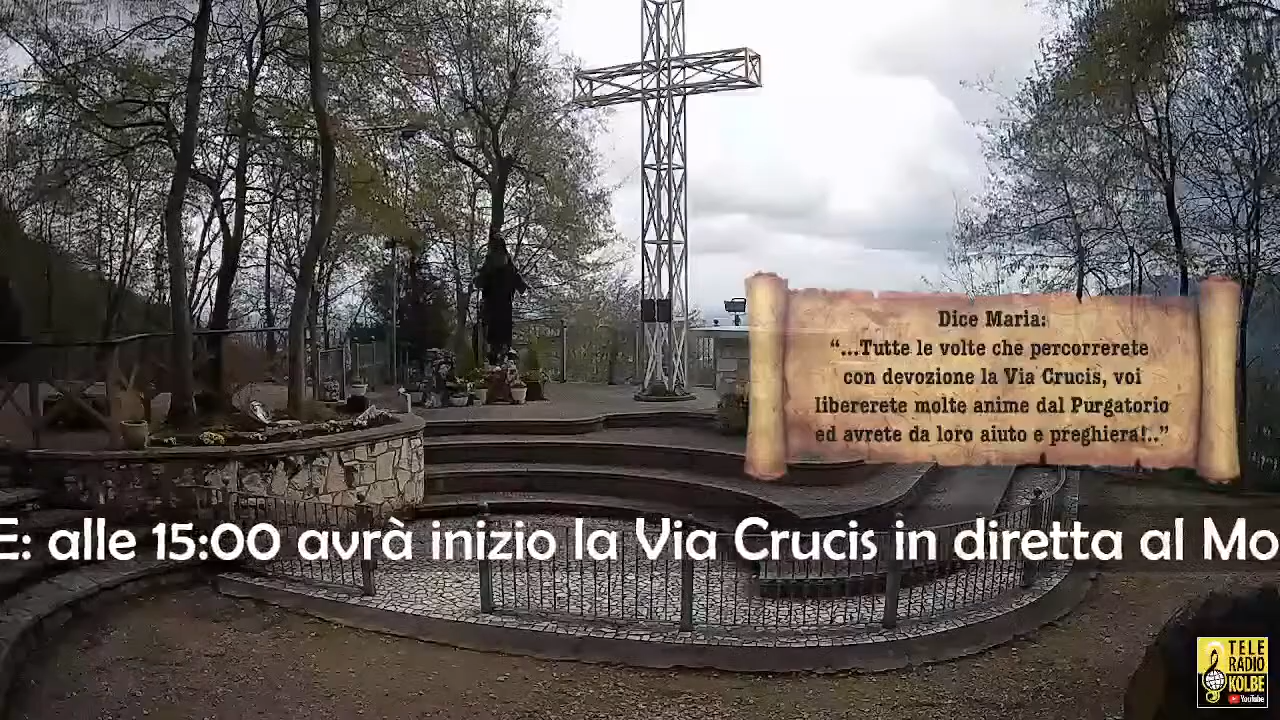 Dice Maria:
“...Tutte le volte che percorrerete
con devozione la Via Crucis, voi
libererete molte anime dal Purgatorio
ed avrete da loro aiuto e preghiera!..”
E: alle 15:00 avrà inizio la Via Crucis in diretta al Mo
TELE
RADIO
KOLBE
YouTube